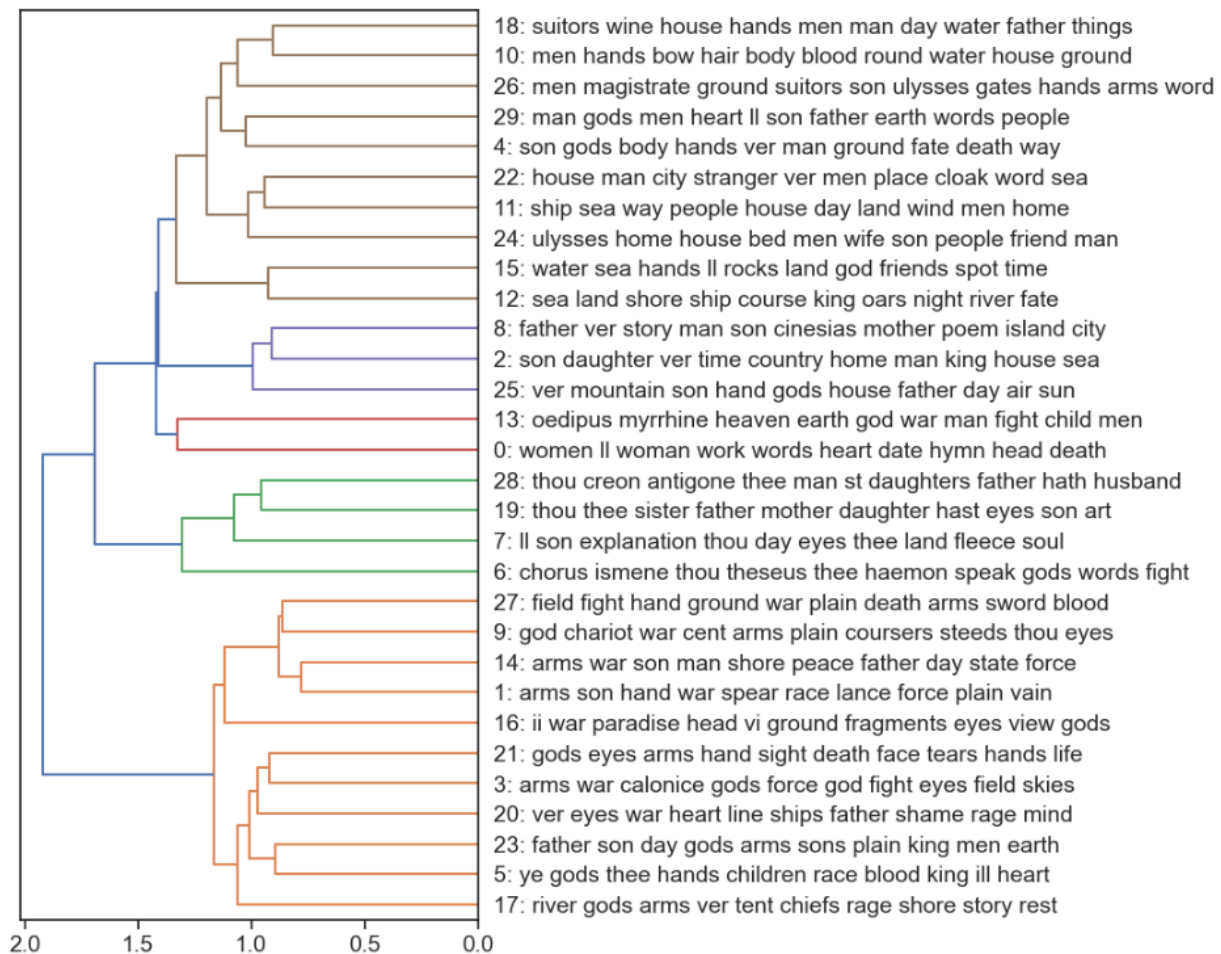 18: suitors wine house hands men man day water father things
10: men hands bow hair body blood round water house ground
26: men magistrate ground suitors son ulysses gates hands arms word
29: man gods men heart ll son father earth words people
4: son gods body hands ver man ground fate death way
22: house man city stranger ver men place cloak word sea
11: ship sea way people house day land wind men home
24: ulysses home house bed men wife son people friend man
15: water sea hands ll rocks land god friends spot time
12: sea land shore ship course king oars night river fate
8: father ver story man son cinesias mother poem island city
2: son daughter ver time country home man king house sea
25: ver mountain son hand gods house father day air sun
13: oedipus myrrhine heaven earth god war man fight child men
0: women ll woman work words heart date hymn head death
28: thou creon antigone thee man st daughters father hath husband
19: thou thee sister father mother daughter hast eyes son art
7: ll son explanation thou day eyes thee land fleece soul
6: chorus ismene thou theseus thee haemon speak gods words fight
27: field fight hand ground war plain death arms sword blood
9: god chariot war cent arms plain coursers steeds thou eyes
14: arms war son man shore peace father day state force
1: arms son hand war spear race lance force plain vain
16: ii war paradise head vi ground fragments eyes view gods
21: gods eyes arms hand sight death face tears hands life
3: arms war calonice gods force god fight eyes field skies
20: ver eyes war heart line ships father shame rage mind
23: father son day gods arms sons plain king men earth
5: ye gods thee hands children race blood king ill heart
17: river gods arms ver tent chiefs rage shore story rest
2.0 1.5 1.0 0.5 0.0